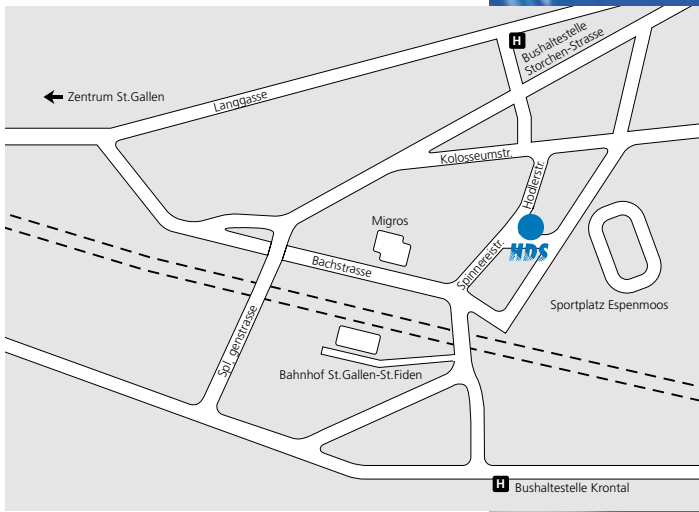 H
Bushaltestelle
Storchen-Strasse
Zentrum St.Gallen
Langgasse
Kolosseumstr.
Hodlerstr.
Migros
HDS
Spinnereistr.
Bachstrasse
Sportplatz Espenmoos
Spl_genstrasse
Bahnhof St.Gallen-St.Fiden
H Bushaltestelle Krontal